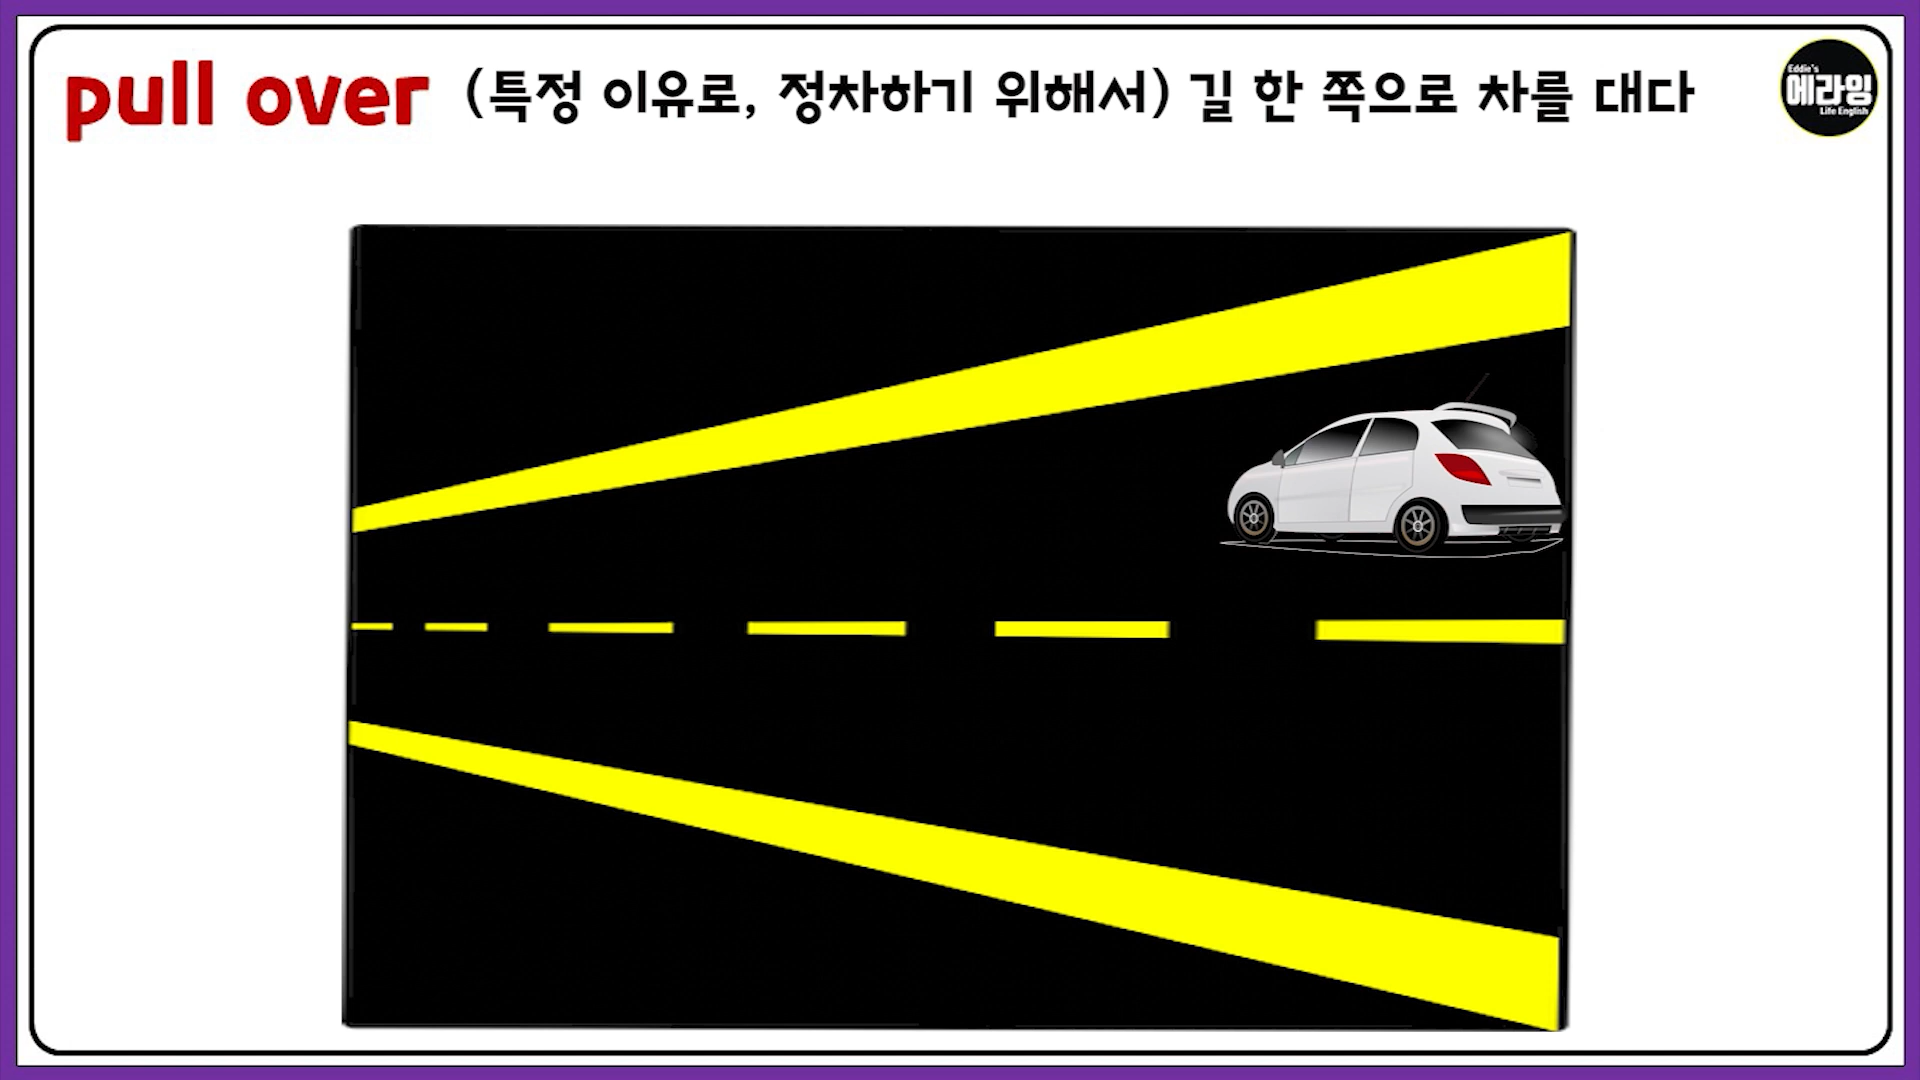 pull over (특정 이유로, 정차하기 위해서) 길 한 쪽으로 차를 대다
Eddie's
에라잉
Life English